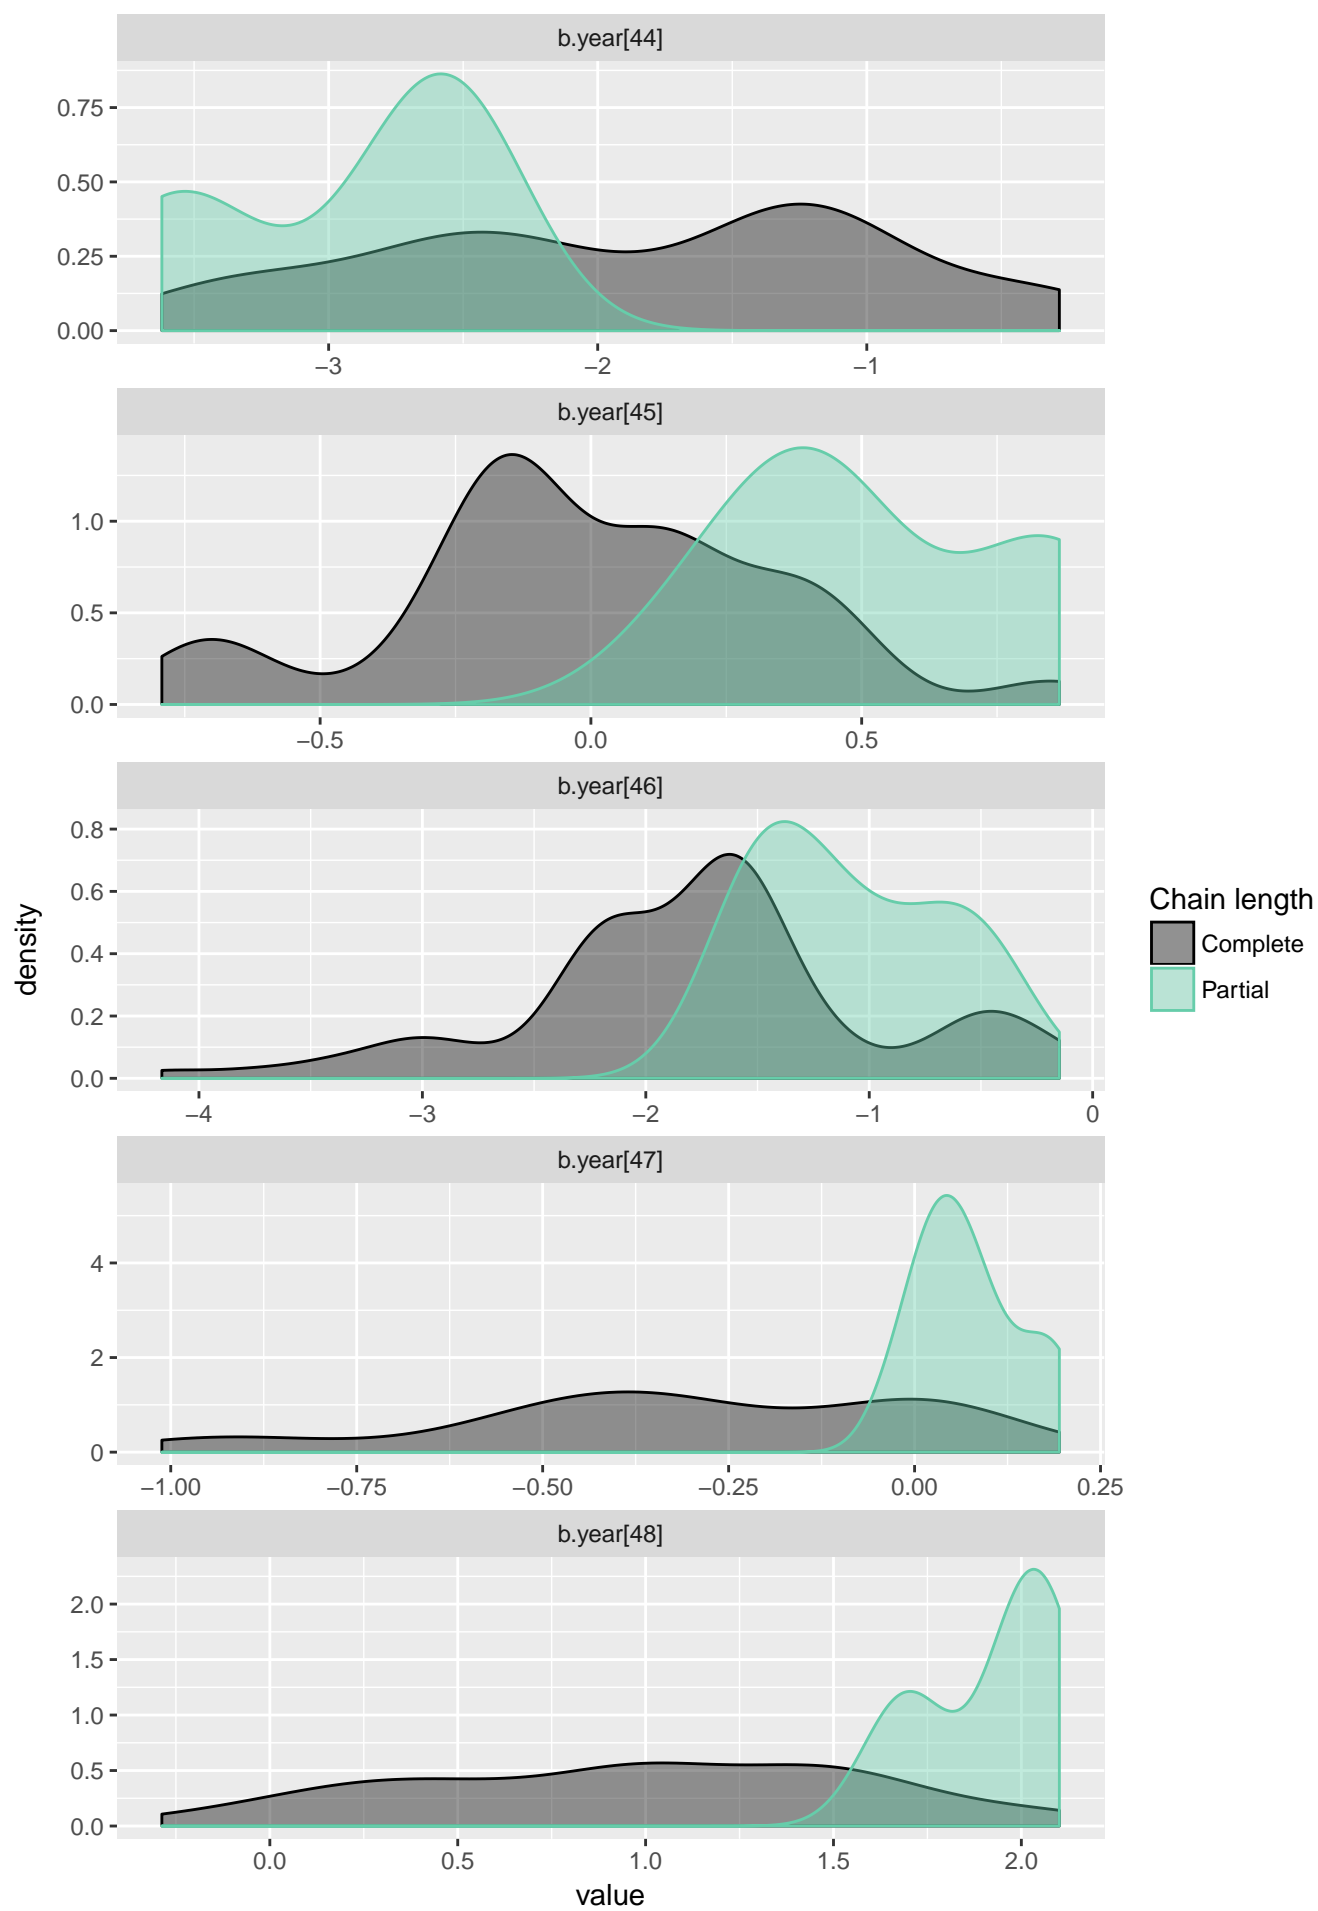 b.year[44]
0.75
0.50
0.25
0.00
−3 −2 −1
b.year[45]
1.0
0.5
0.0
−0.5 0.0 0.5
b.year[46]
0.8
0.6
0.4
0.2
0.0
−4 −3 −2 −1 0
b.year[47]
4
2
0
−1.00 −0.75 −0.50 −0.25 0.00 0.25
b.year[48]
2.0
1.5
1.0
0.5
0.0
0.0 0.5 1.0 1.5 2.0
value
density
Chain length
Complete
Partial